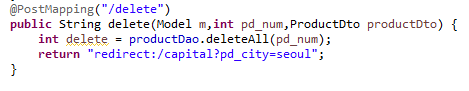 @PostMapping("/delete")
public String delete(Model m,int pd_num,ProductDto productDto) {
int delete = productDao.deleteAll(pd_num);
return "redirect:/capital?pd_city=seoul";
}